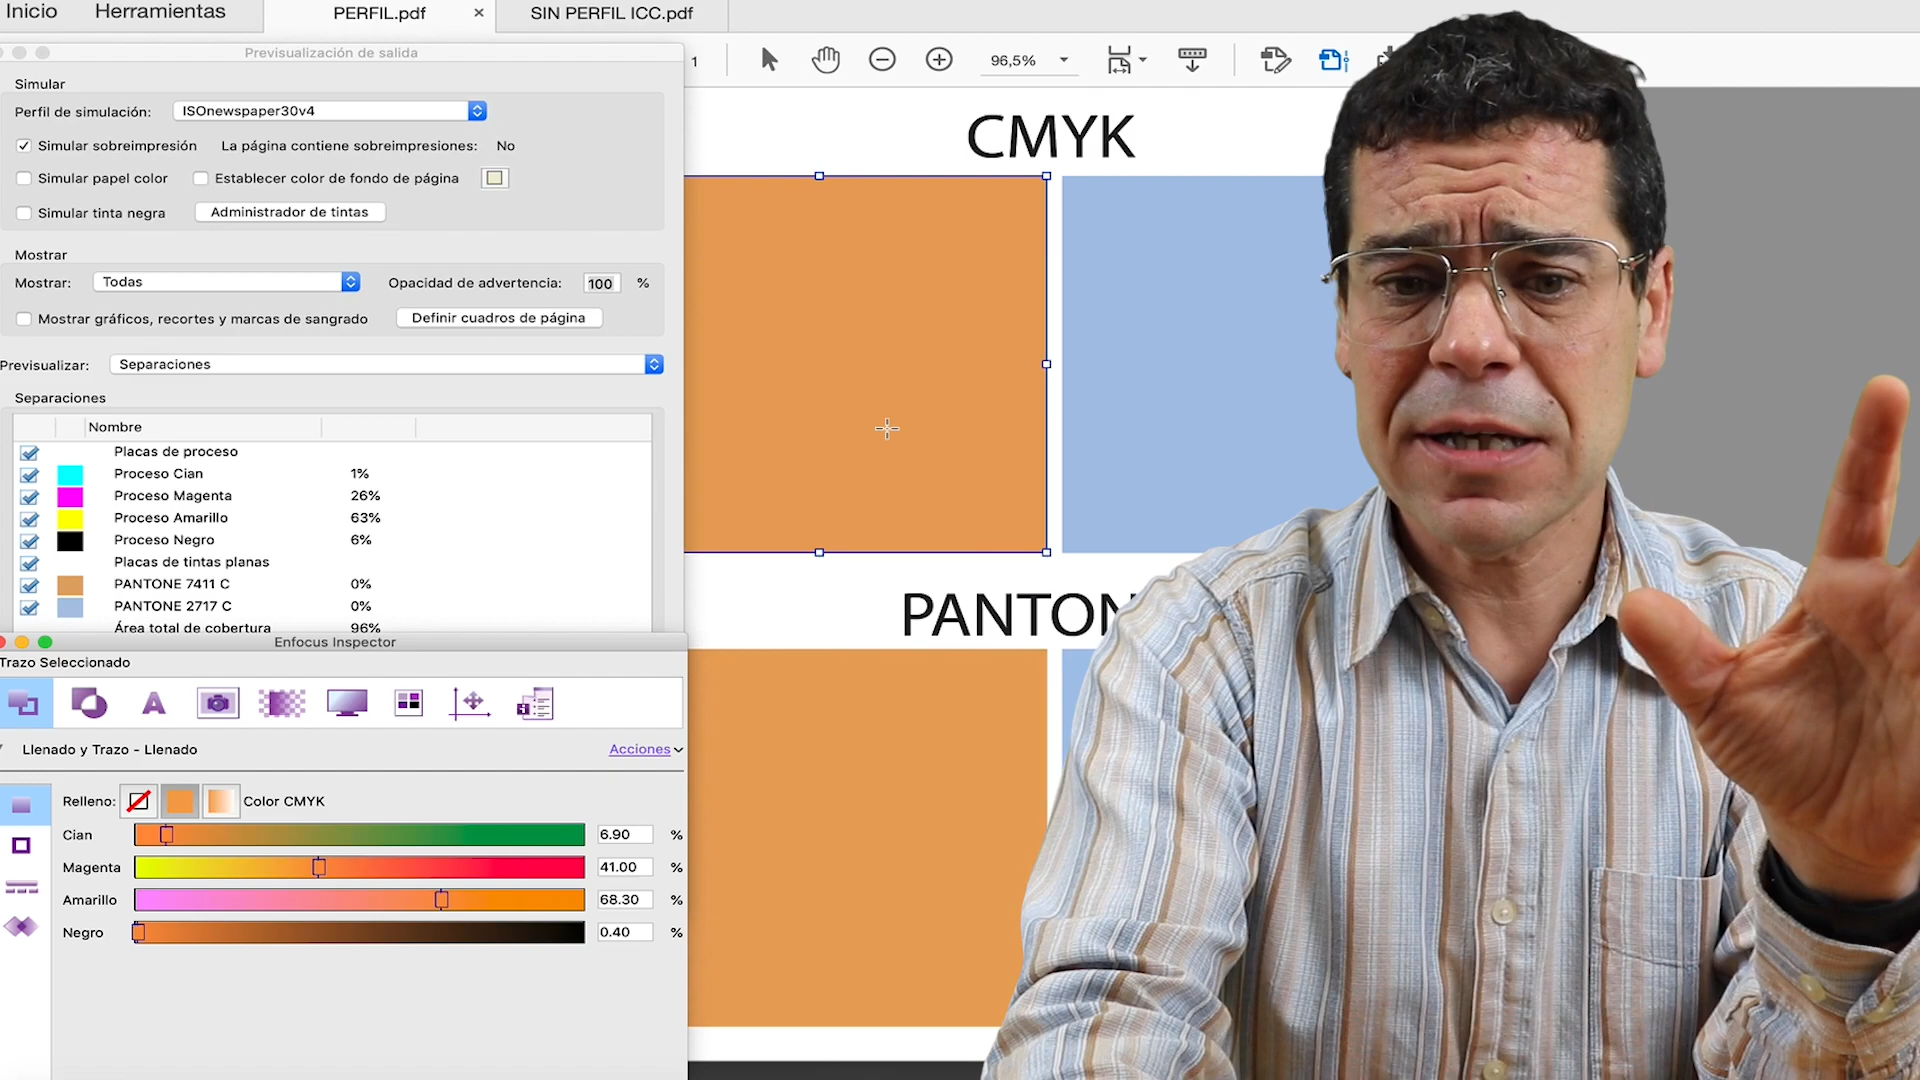 Inicio Herramientas PERFIL.pdf × SIN PERFIL ICC.pdf
Previsualización de salida
1 96,5%
Simular
Perfil de simulación: ISOnewspaper30v4
Simular sobreimpresión La página contiene sobreimpresiones: No
Simular papel color Establecer color de fondo de página
Simular tinta negra Administrador de tintas
Mostrar
Mostrar: Todas Opacidad de advertencia: 100 %
Mostrar gráficos, recortes y marcas de sangrado Definir cuadros de página
Previsualizar: Separaciones
Separaciones
Nombre
Placas de proceso
Proceso Cian 1%
Proceso Magenta 26%
Proceso Amarillo 63%
Proceso Negro 6%
Placas de tintas planas
PANTONE 7411 C 0%
PANTONE 2717 C 0%
Área total de cobertura 96%
Enfocus Inspector
Trazo Seleccionado
Llenado y Trazo - Llenado Acciones
Relleno: Color CMYK
Cian 6.90 %
Magenta 41.00 %
Amarillo 68.30 %
Negro 0.40 %
CMYK
PANTON